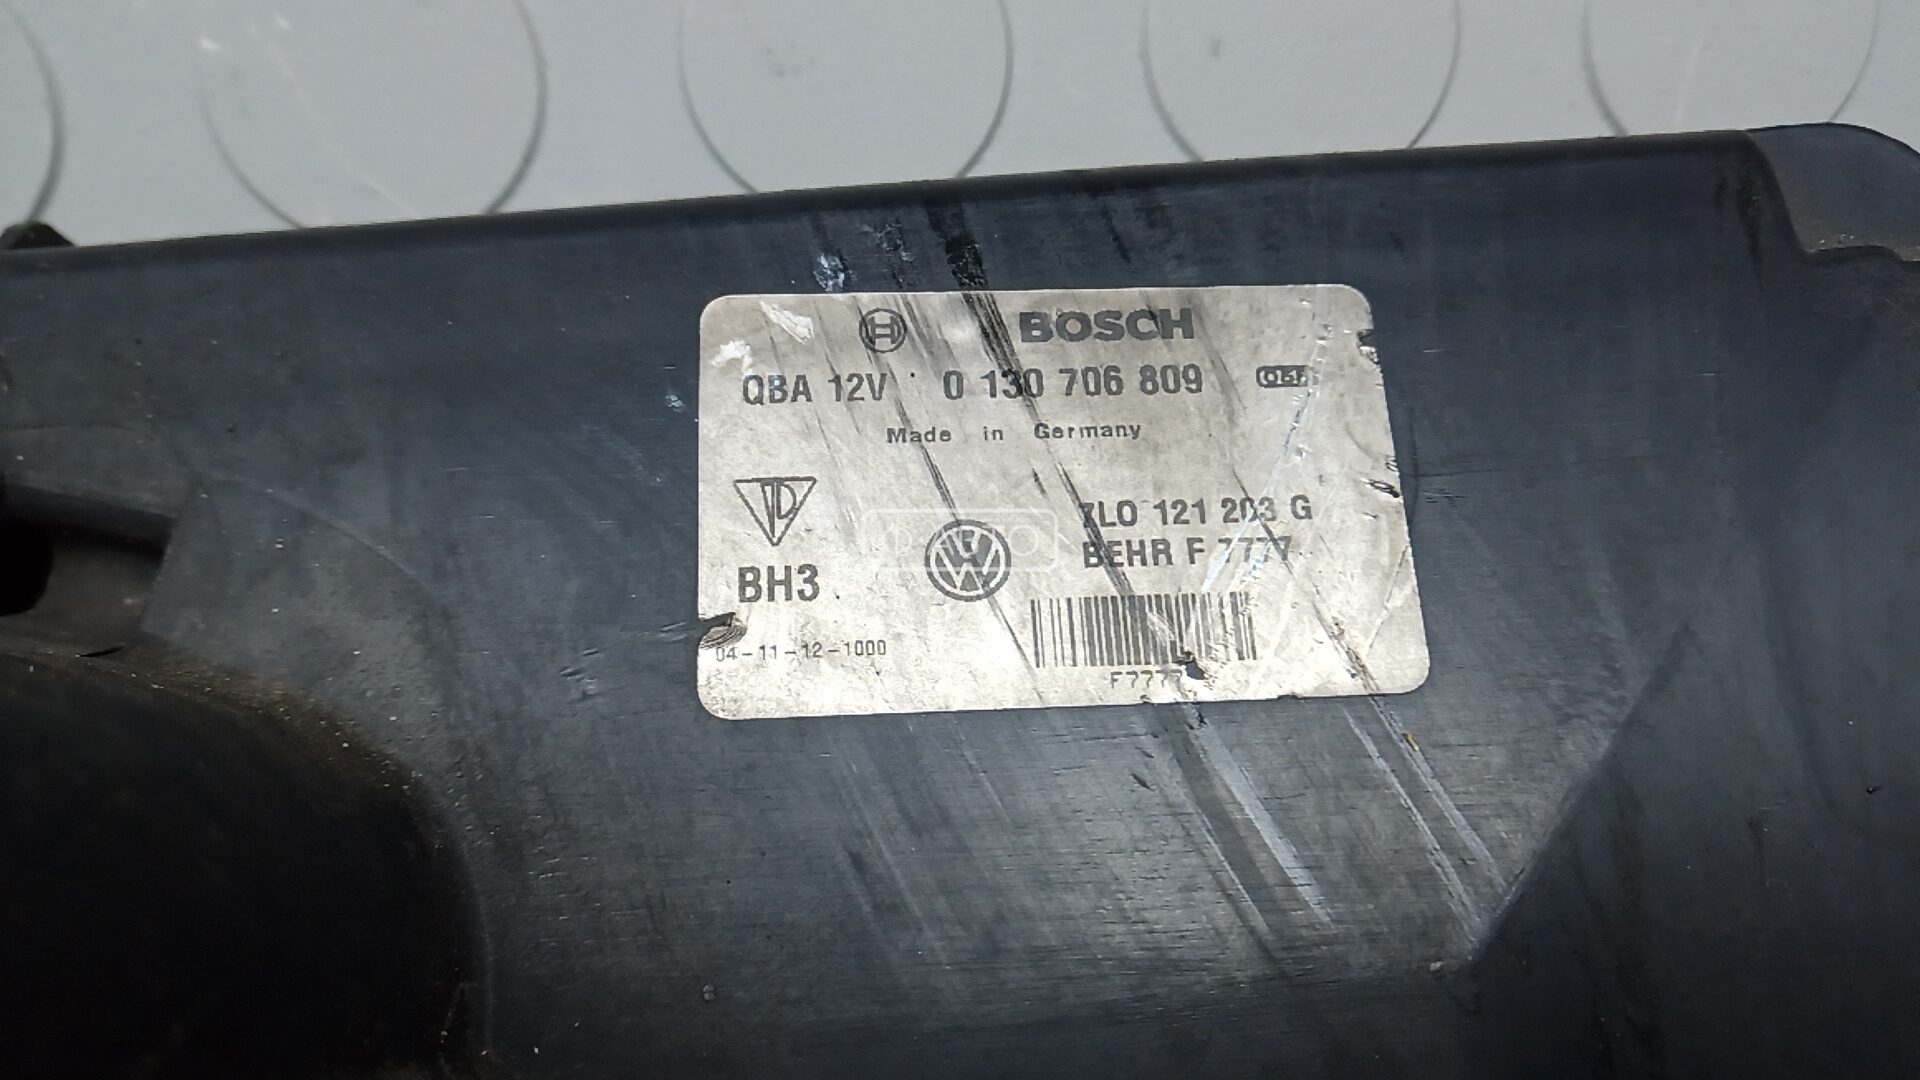 BOSCH
QBA 12V 0 130 706 809
Made in Germany
7L0 121 203 G
BEHR F 7777
BH3
04-11-12-1000
F7777